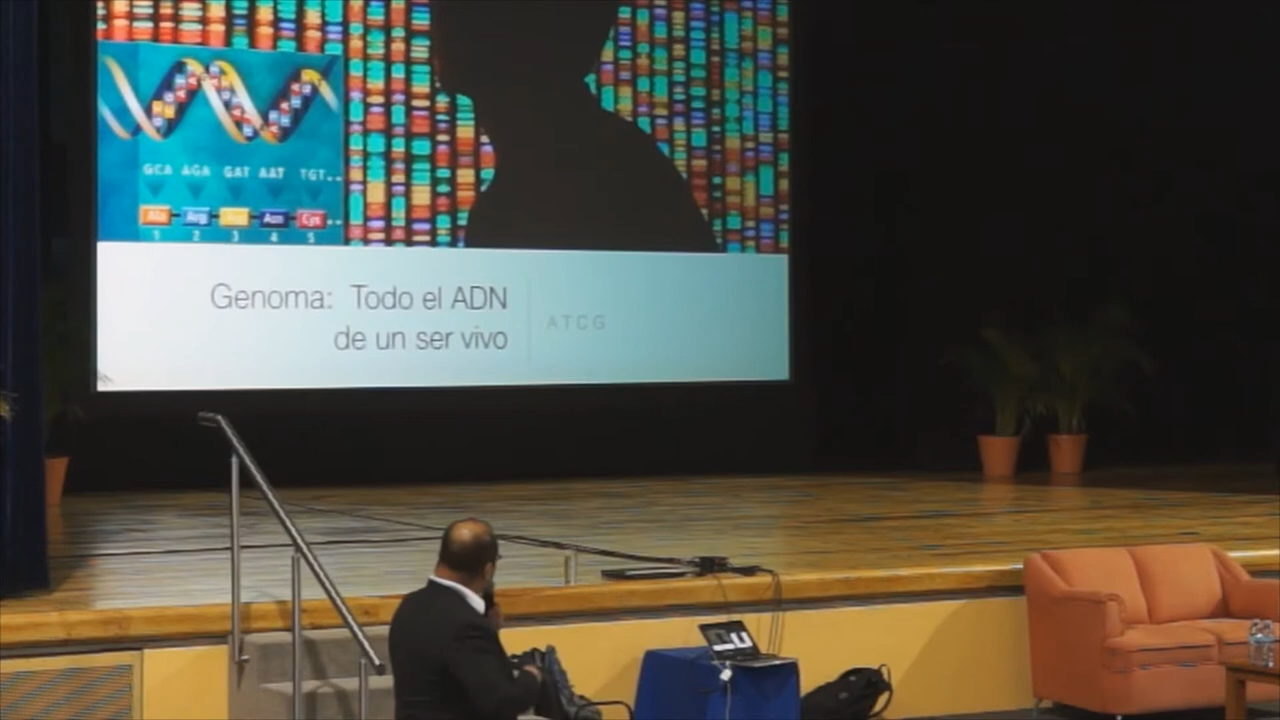 GCA AGA GAT AAT TGT..
Ala Arg Asp Asn Cys ..
1 2 3 4 5
Genoma: Todo el ADN
de un ser vivo
ATCG